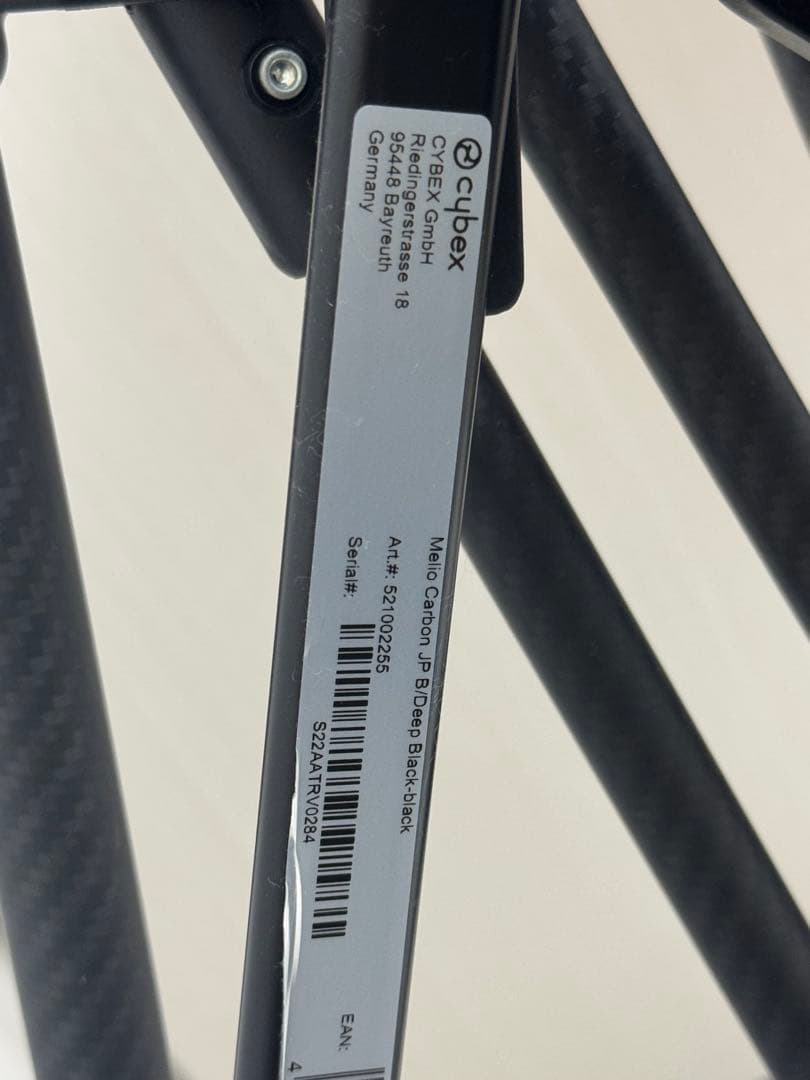 cybex
CYBEX GmbH
Riedingerstrasse 18
95448 Bayreuth
Germany
Melio Carbon JP B/Deep Black-black
Art.#: 521002255
Serial#:
S22AATRV0284
EAN:
4